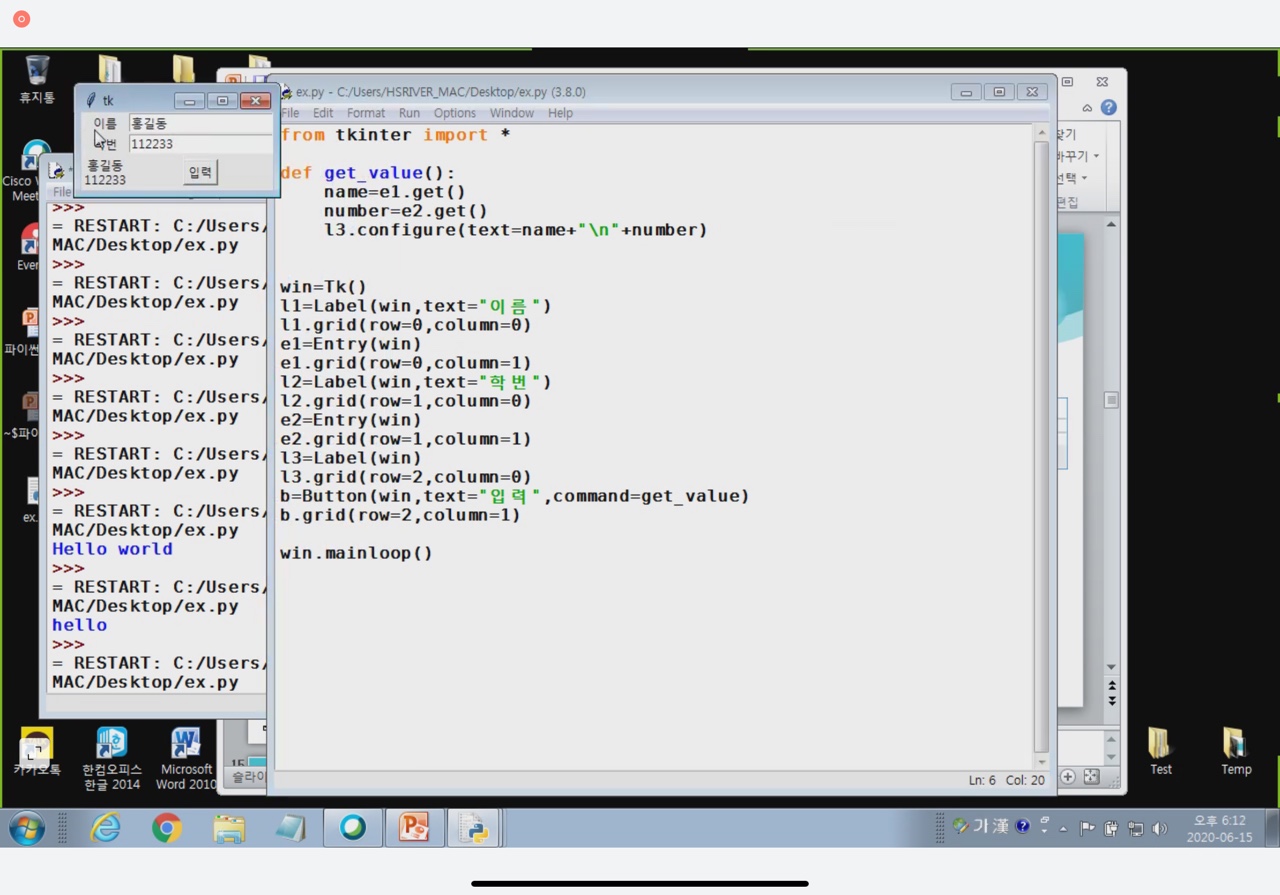 휴지통
tk
이름 홍길동
번 112233
홍길동
112233
입력
ex.py - C:/Users/HSRIVER_MAC/Desktop/ex.py (3.8.0)
File Edit Format Run Options Window Help
from tkinter import *
def get_value():
name=e1.get()
number=e2.get()
l3.configure(text=name+"\n"+number)
win=Tk()
l1=Label(win,text="이름")
l1.grid(row=0,column=0)
e1=Entry(win)
e1.grid(row=0,column=1)
l2=Label(win,text="학번")
l2.grid(row=1,column=0)
e2=Entry(win)
e2.grid(row=1,column=1)
l3=Label(win)
l3.grid(row=2,column=0)
b=Button(win,text="입력",command=get_value)
b.grid(row=2,column=1)
win.mainloop()
Ln: 6 Col: 20
File
>>>
= RESTART: C:/Users/
MAC/Desktop/ex.py
>>>
= RESTART: C:/Users/
MAC/Desktop/ex.py
>>>
= RESTART: C:/Users/
MAC/Desktop/ex.py
>>>
= RESTART: C:/Users/
MAC/Desktop/ex.py
>>>
= RESTART: C:/Users/
MAC/Desktop/ex.py
>>>
= RESTART: C:/Users/
MAC/Desktop/ex.py
Hello world
>>>
= RESTART: C:/Users/
MAC/Desktop/ex.py
hello
>>>
= RESTART: C:/Users/
MAC/Desktop/ex.py
찾기
바꾸기
선택
편집
Cisco W
Meet
Ever
파이썬
~$파이
ex.
카카오톡
한컴오피스
한글 2014
Microsoft
Word 2010
15
슬라이
Test
Temp
가 漢
오후 6:12
2020-06-15